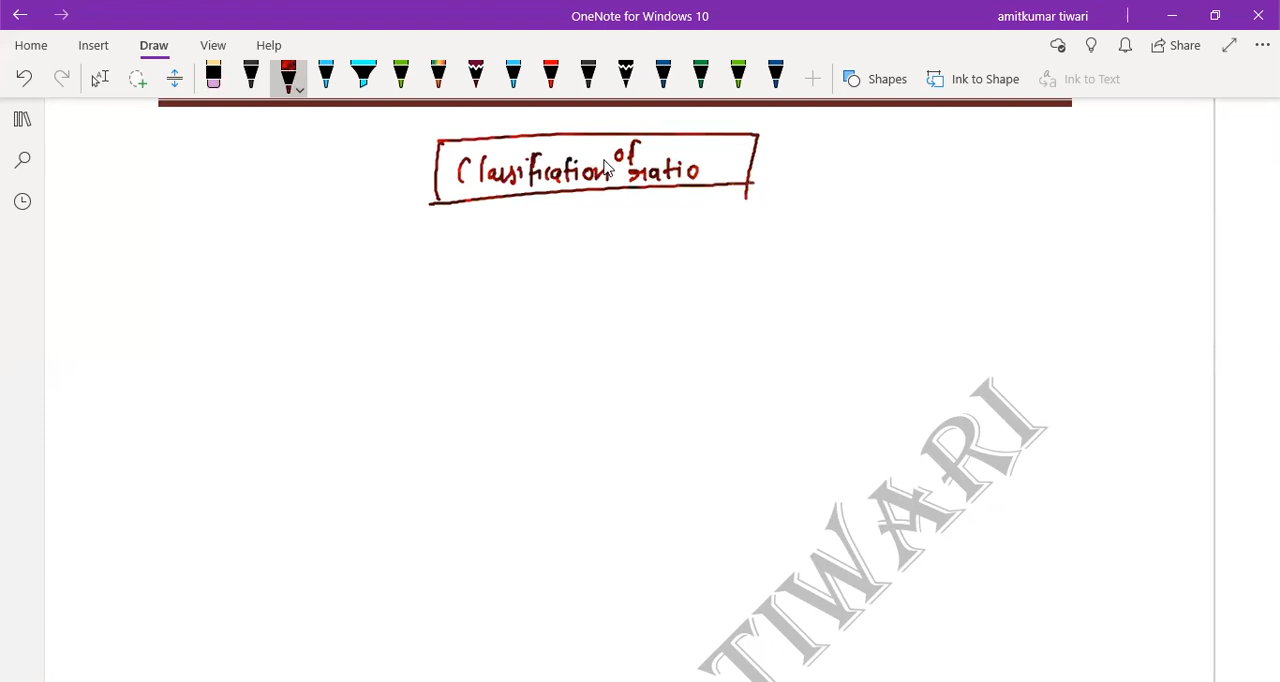 OneNote for Windows 10
amitkumar tiwari
Home Insert Draw View Help
Share
Shapes Ink to Shape Ink to Text
Classification of ratio
TIWARI